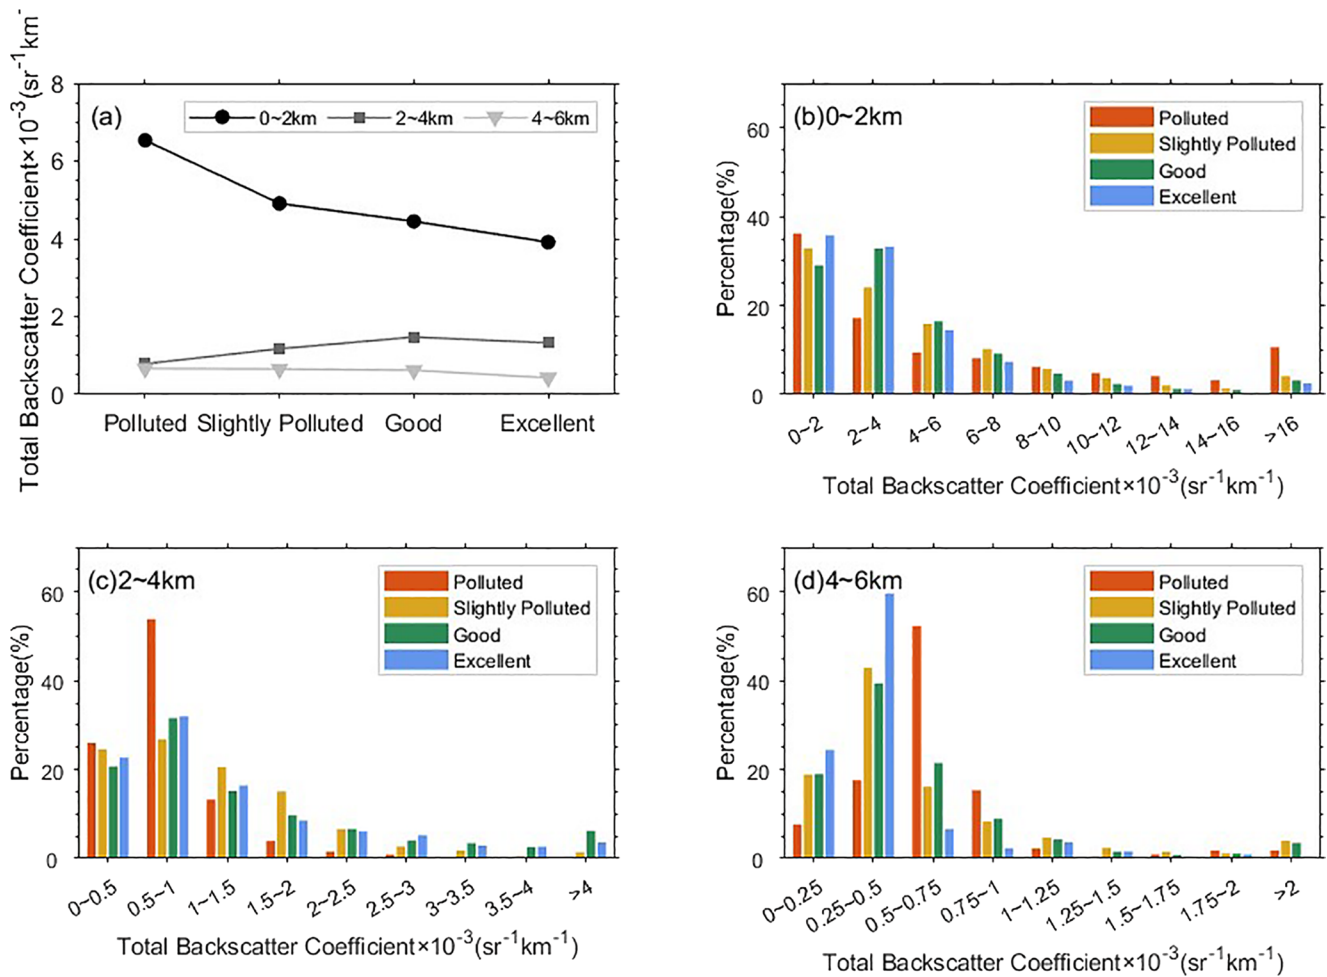 Total Backscatter Coefficient×10⁻³(sr⁻¹km⁻
8
6
4
2
0
(a)
0~2km
2~4km
4~6km
Polluted
Slightly Polluted
Good
Excellent
Percentage(%)
60
40
20
0
(b)0~2km
Polluted
Slightly Polluted
Good
Excellent
0~2
2~4
4~6
6~8
8~10
10~12
12~14
14~16
>16
Total Backscatter Coefficient×10⁻³(sr⁻¹km⁻¹)
Percentage(%)
60
40
20
0
(c)2~4km
Polluted
Slightly Polluted
Good
Excellent
0~0.5
0.5~1
1~1.5
1.5~2
2~2.5
2.5~3
3~3.5
3.5~4
>4
Total Backscatter Coefficient×10⁻³(sr⁻¹km⁻¹)
Percentage(%)
60
40
20
0
(d)4~6km
Polluted
Slightly Polluted
Good
Excellent
0~0.25
0.25~0.5
0.5~0.75
0.75~1
1~1.25
1.25~1.5
1.5~1.75
1.75~2
>2
Total Backscatter Coefficient×10⁻³(sr⁻¹km⁻¹)